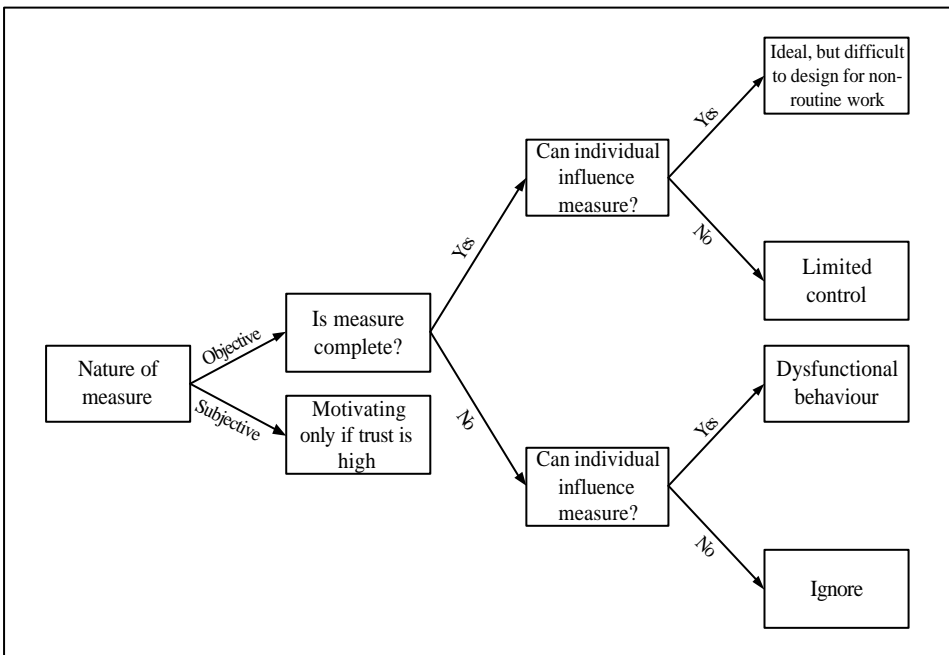 Nature of
measure
Objective
Subjective
Is measure
complete?
Motivating
only if trust is
high
Yes
No
Can individual
influence
measure?
Yes
No
Ideal, but difficult
to design for non-
routine work
Limited
control
Can individual
influence
measure?
Yes
No
Dysfunctional
behaviour
Ignore